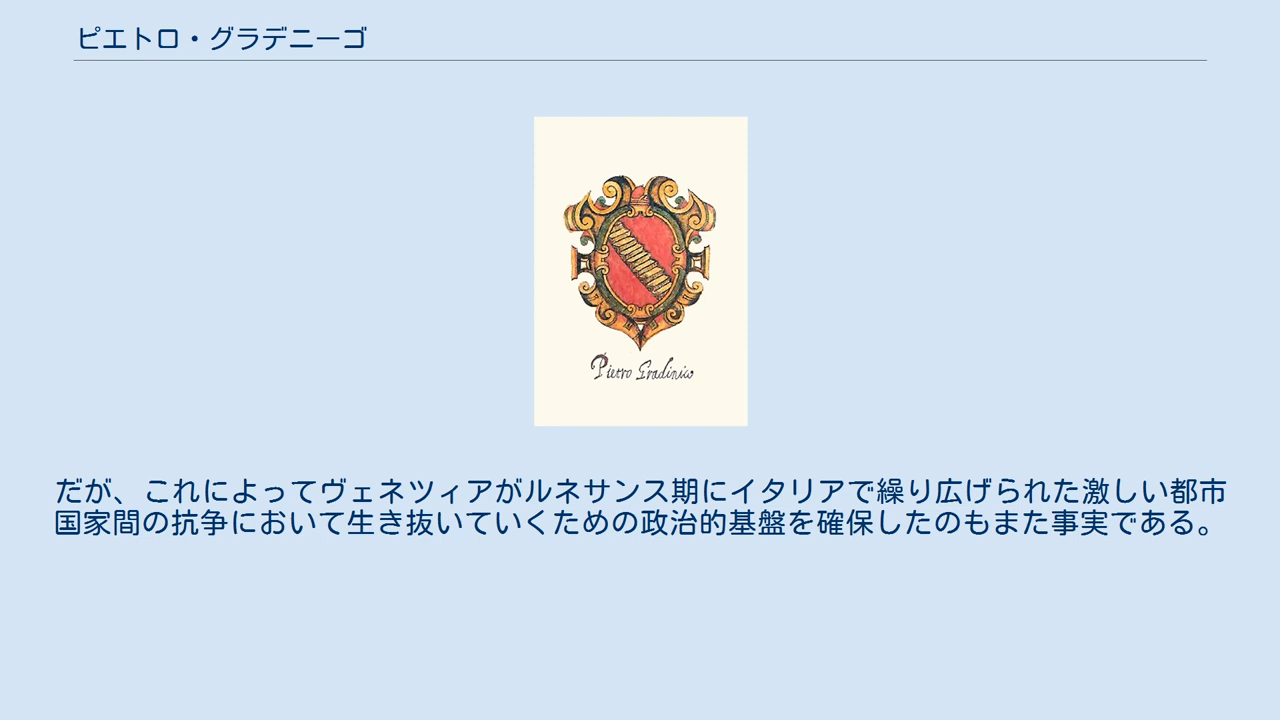 ピエトロ・グラデニーゴ
Pietro Gradinico
だが、これによってヴェネツィアがルネサンス期にイタリアで繰り広げられた激しい都市
国家間の抗争において生き抜いていくための政治的基盤を確保したのもまた事実である。